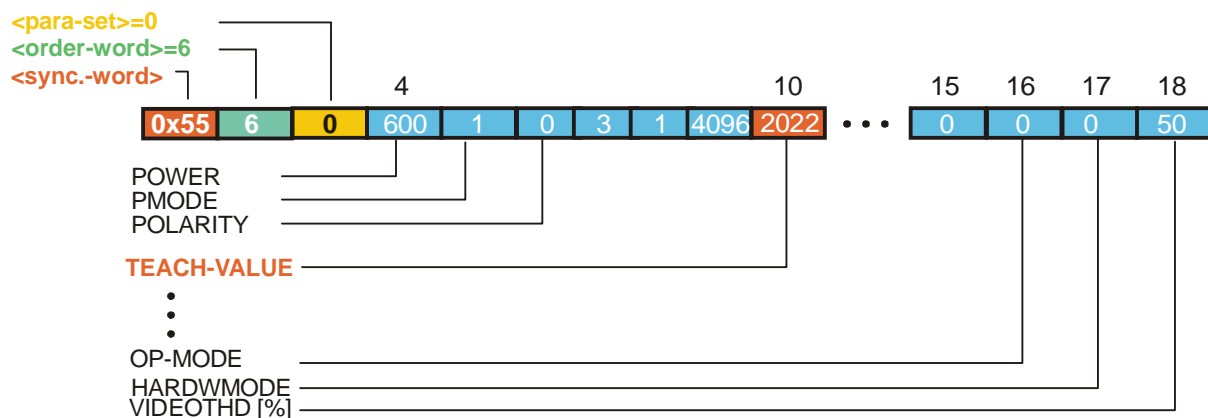 <para-set>=0
<order-word>=6
<sync.-word>
4 10 15 16 17 18
0x55 6 0 600 1 0 3 1 4096 2022 • • • 0 0 0 50
POWER
PMODE
POLARITY
TEACH-VALUE
•
•
•
OP-MODE
HARDWMODE
VIDEOTHD [%]